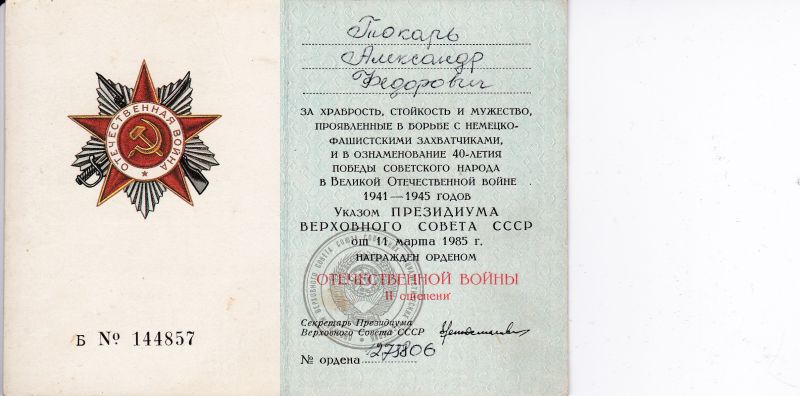 ОТЕЧЕСТВЕННАЯ ВОЙНА
Б № 144857
Токарь
Александр
Федорович
ЗА ХРАБРОСТЬ, СТОЙКОСТЬ И МУЖЕСТВО,
ПРОЯВЛЕННЫЕ В БОРЬБЕ С НЕМЕЦКО-
ФАШИСТСКИМИ ЗАХВАТЧИКАМИ,
И В ОЗНАМЕНОВАНИЕ 40-ЛЕТИЯ
ПОБЕДЫ СОВЕТСКОГО НАРОДА
В ВЕЛИКОЙ ОТЕЧЕСТВЕННОЙ ВОЙНЕ
1941—1945 ГОДОВ
УКАЗОМ ПРЕЗИДИУМА
ВЕРХОВНОГО СОВЕТА СССР
от 11 марта 1985 г.
НАГРАЖДЕН ОРДЕНОМ
ОТЕЧЕСТВЕННОЙ ВОЙНЫ
II степени
Секретарь Президиума
Верховного Совета СССР
№ ордена